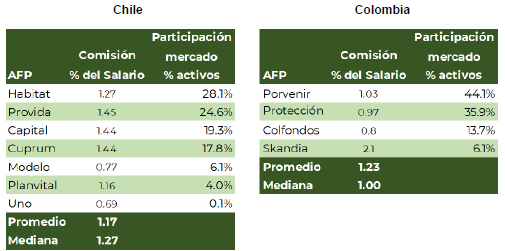 Chile
AFP Comisión % del Salario Participación mercado % activos
Habitat 1.27 28.1%
Provida 1.45 24.6%
Capital 1.44 19.3%
Cuprum 1.44 17.8%
Modelo 0.77 6.1%
Planvital 1.16 4.0%
Uno 0.69 0.1%
Promedio 1.17
Mediana 1.27
Colombia
AFP Comisión % del Salario Participación mercado % activos
Porvenir 1.03 44.1%
Protección 0.97 35.9%
Colfondos 0.8 13.7%
Skandia 2.1 6.1%
Promedio 1.23
Mediana 1.00